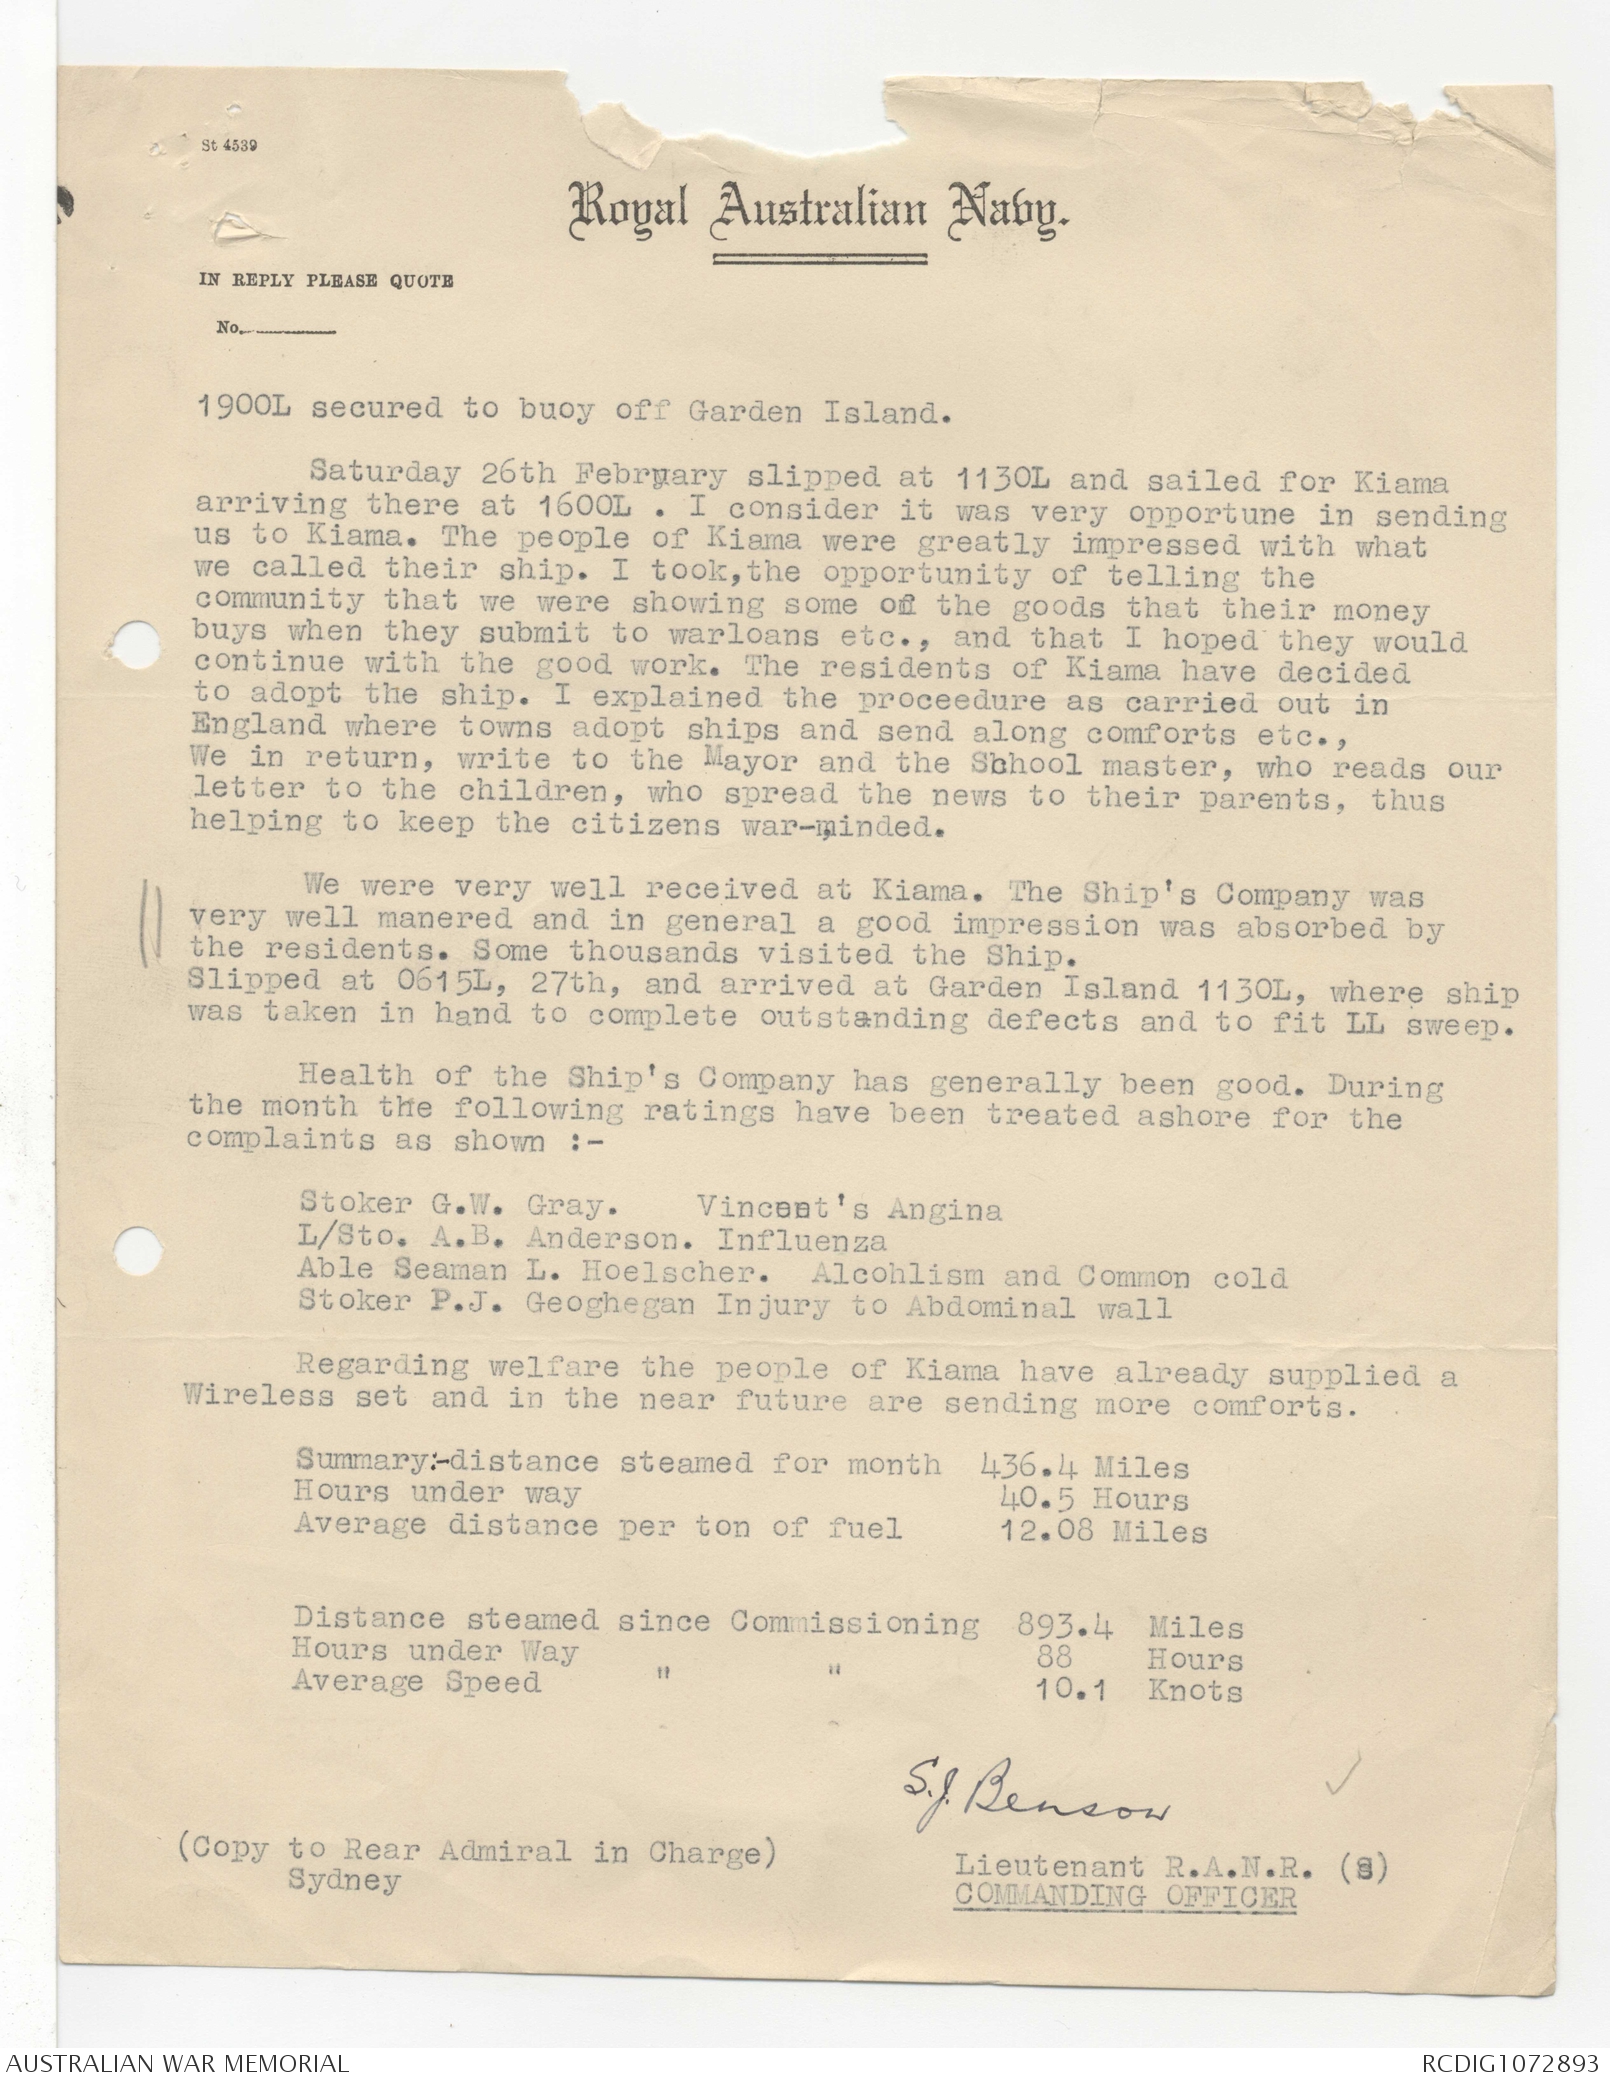 St 4539
Royal Australian Navy.
IN REPLY PLEASE QUOTE
No.
1900L secured to buoy off Garden Island.
Saturday 26th February slipped at 1130L and sailed for Kiama
arriving there at 1600L . I consider it was very opportune in sending
us to Kiama. The people of Kiama were greatly impressed with what
we called their ship. I took,the opportunity of telling the
community that we were showing some of the goods that their money
buys when they submit to warloans etc., and that I hoped they would
continue with the good work. The residents of Kiama have decided
to adopt the ship. I explained the proceedure as carried out in
England where towns adopt ships and send along comforts etc.,
We in return, write to the Mayor and the School master, who reads our
letter to the children, who spread the news to their parents, thus
helping to keep the citizens war-minded.
We were very well received at Kiama. The Ship's Company was
very well manered and in general a good impression was absorbed by
the residents. Some thousands visited the Ship.
Slipped at 0615L, 27th, and arrived at Garden Island 1130L, where ship
was taken in hand to complete outstanding defects and to fit LL sweep.
Health of the Ship's Company has generally been good. During
the month the following ratings have been treated ashore for the
complaints as shown :-
Stoker G.W. Gray. Vincent's Angina
L/Sto. A.B. Anderson. Influenza
Able Seaman L. Hoelscher. Alcohlism and Common cold
Stoker P.J. Geoghegan Injury to Abdominal wall
Regarding welfare the people of Kiama have already supplied a
Wireless set and in the near future are sending more comforts.
Summary:-distance steamed for month 436.4 Miles
Hours under way 40.5 Hours
Average distance per ton of fuel 12.08 Miles
Distance steamed since Commissioning 893.4 Miles
Hours under Way 88 Hours
Average Speed " " 10.1 Knots
S.J. Benson
(Copy to Rear Admiral in Charge)
Sydney
Lieutenant R.A.N.R. (S)
COMMANDING OFFICER
AUSTRALIAN WAR MEMORIAL
RCDIG1072893